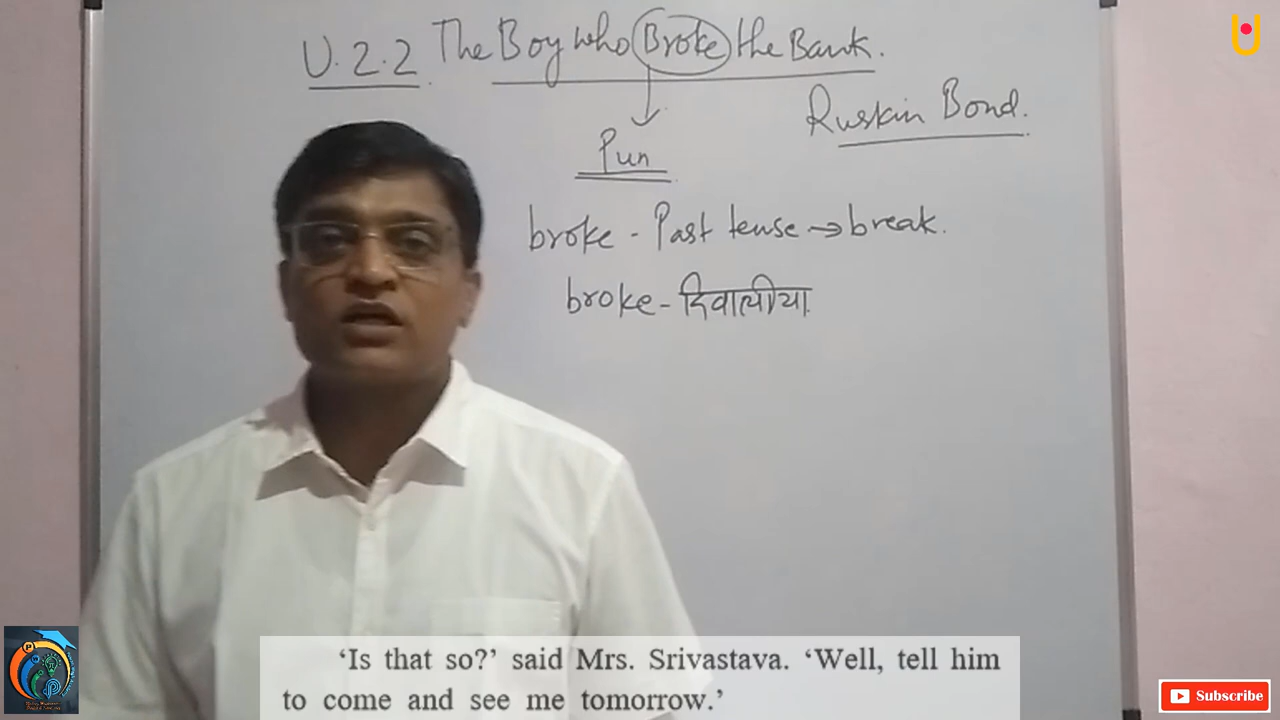 U.2.2 The Boy who Broke the Bank.
Ruskin Bond.
Pun
broke - Past tense → break.
broke - दिवालीया
‘Is that so?’ said Mrs. Srivastava. ‘Well, tell him
to come and see me tomorrow.’
Subscribe